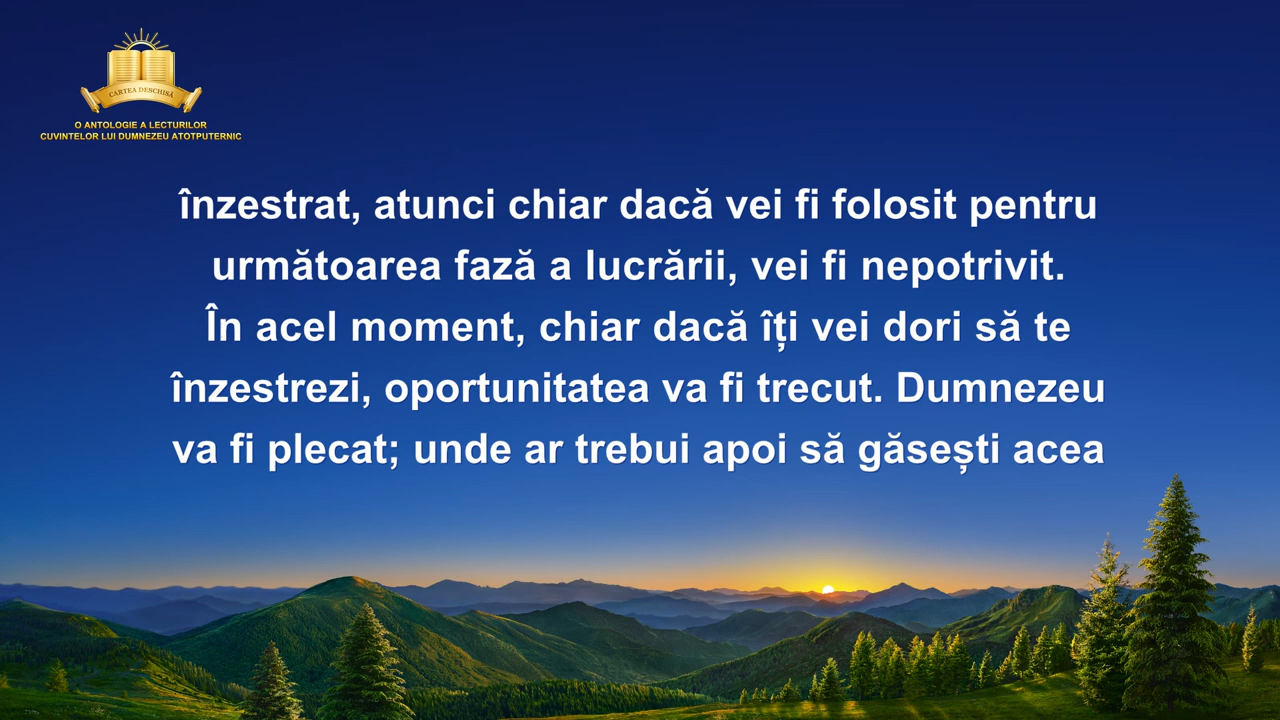 CARTEA DESCHISĂ
O ANTOLOGIE A LECTURILOR
CUVINTELOR LUI DUMNEZEU ATOTPUTERNIC
înzestrat, atunci chiar dacă vei fi folosit pentru
următoarea fază a lucrării, vei fi nepotrivit.
În acel moment, chiar dacă îți vei dori să te
înzestrezi, oportunitatea va fi trecut. Dumnezeu
va fi plecat; unde ar trebui apoi să găsești acea